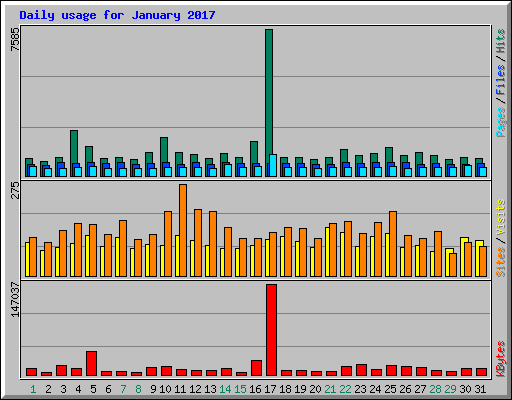 Daily usage for January 2017
7585
Pages / Files / Hits
275
Sites / Visits
147037
KBytes
1 2 3 4 5 6 7 8 9 10 11 12 13 14 15 16 17 18 19 20 21 22 23 24 25 26 27 28 29 30 31